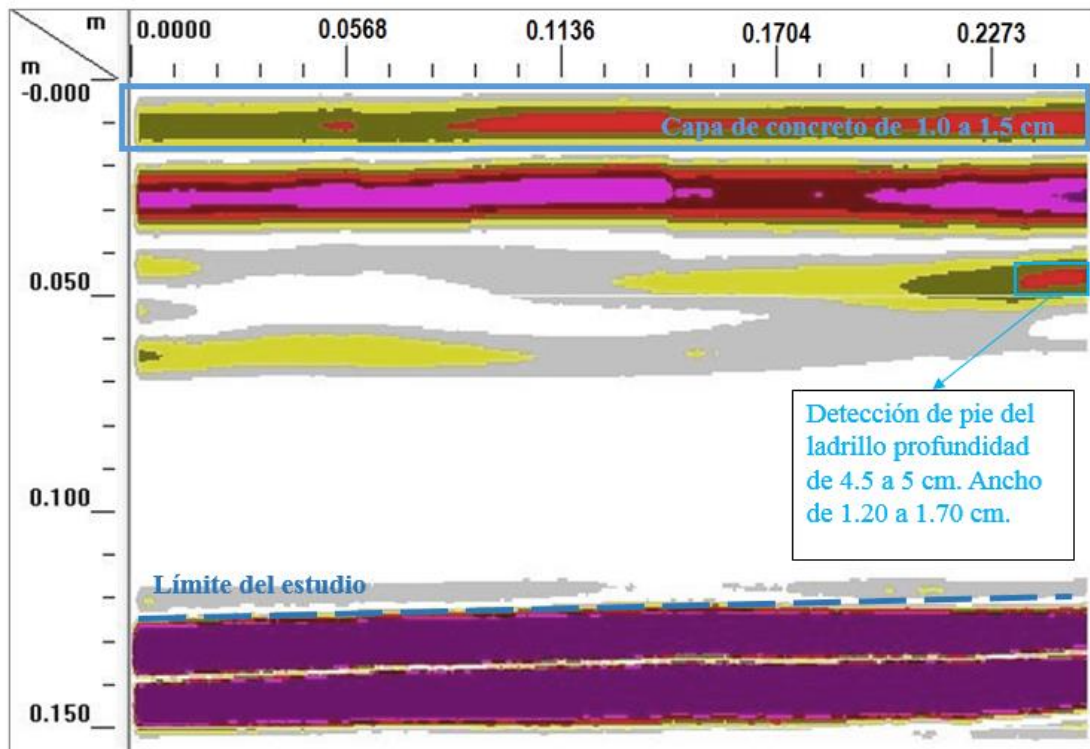 m 0.0000 0.0568 0.1136 0.1704 0.2273
m
-0.000
Capa de concreto de 1.0 a 1.5 cm
0.050
Detección de pie del
ladrillo profundidad
de 4.5 a 5 cm. Ancho
de 1.20 a 1.70 cm.
0.100
Límite del estudio
0.150